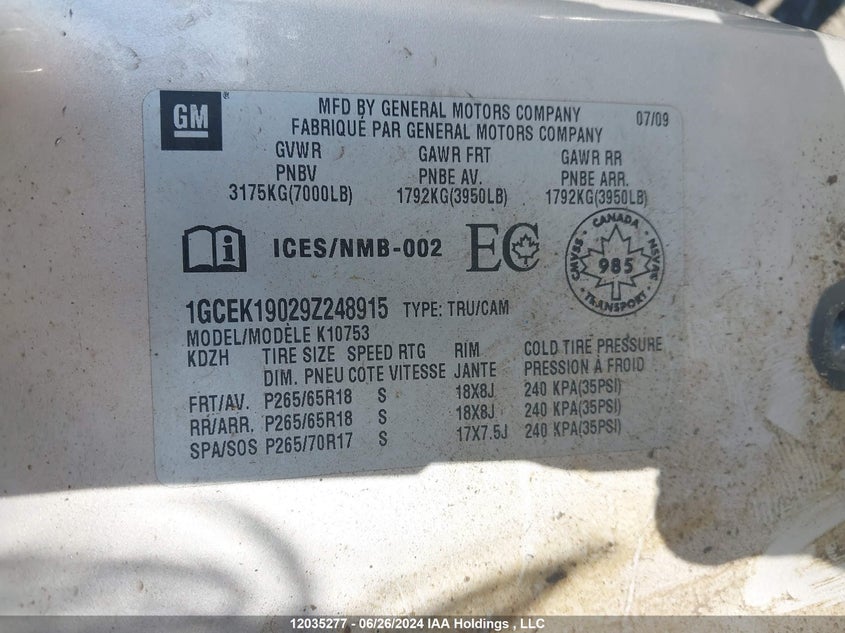 GM
MFD BY GENERAL MOTORS COMPANY 07/09
FABRIQUÉ PAR GENERAL MOTORS COMPANY
GVWR GAWR FRT GAWR RR
PNBV PNBE AV. PNBE ARR.
3175KG(7000LB) 1792KG(3950LB) 1792KG(3950LB)
ICES/NMB-002 EC
CANADA
CMVSS 985 NSVAC
TRANSPORT
1GCEK19029Z248915 TYPE: TRU/CAM
MODEL/MODÈLE K10753
KDZH TIRE SIZE SPEED RTG RIM COLD TIRE PRESSURE
DIM. PNEU COTE VITESSE JANTE PRESSION À FROID
FRT/AV. P265/65R18 S 18X8J 240 KPA(35PSI)
RR/ARR. P265/65R18 S 18X8J 240 KPA(35PSI)
SPA/SOS P265/70R17 S 17X7.5J 240 KPA(35PSI)
12035277 - 06/26/2024 IAA Holdings , LLC